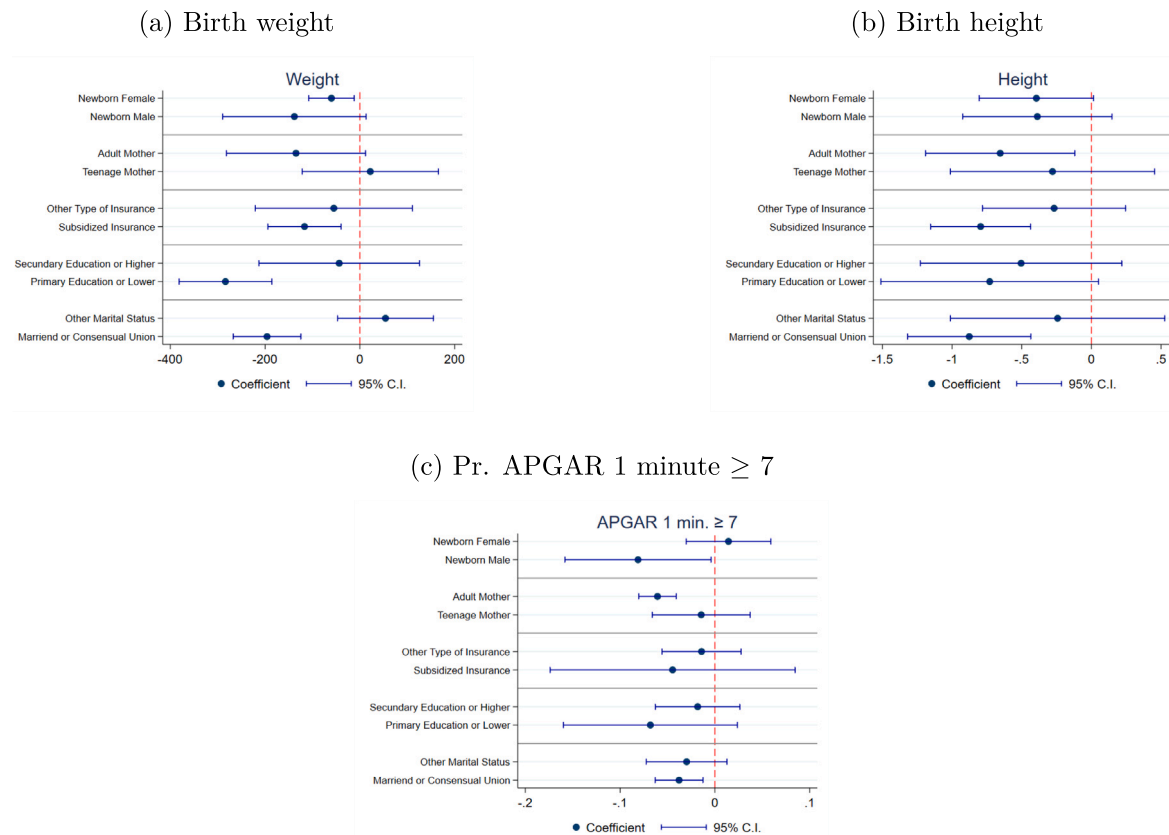 (a) Birth weight
Weight
Newborn Female
Newborn Male
Adult Mother
Teenage Mother
Other Type of Insurance
Subsidized Insurance
Secundary Education or Higher
Primary Education or Lower
Other Marital Status
Marriend or Consensual Union
-400 -200 0 200
Coefficient 95% C.I.
(b) Birth height
Height
Newborn Female
Newborn Male
Adult Mother
Teenage Mother
Other Type of Insurance
Subsidized Insurance
Secundary Education or Higher
Primary Education or Lower
Other Marital Status
Marriend or Consensual Union
-1.5 -1 -.5 0 .5
Coefficient 95% C.I.
(c) Pr. APGAR 1 minute ≥ 7
APGAR 1 min. ≥ 7
Newborn Female
Newborn Male
Adult Mother
Teenage Mother
Other Type of Insurance
Subsidized Insurance
Secundary Education or Higher
Primary Education or Lower
Other Marital Status
Marriend or Consensual Union
-.2 -.1 0 .1
Coefficient 95% C.I.